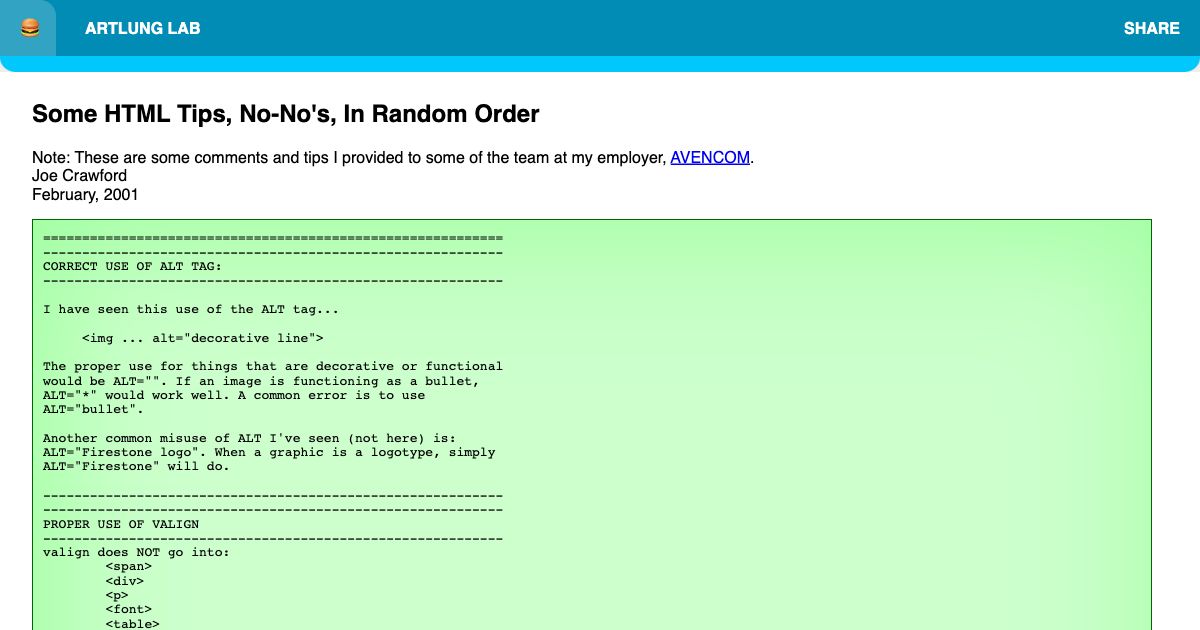 ARTLUNG LAB
SHARE
Some HTML Tips, No-No's, In Random Order
Note: These are some comments and tips I provided to some of the team at my employer, AVENCOM.
Joe Crawford
February, 2001
===========================================================
-----------------------------------------------------------
CORRECT USE OF ALT TAG:
-----------------------------------------------------------
I have seen this use of the ALT tag...
<img ... alt="decorative line">
The proper use for things that are decorative or functional
would be ALT="". If an image is functioning as a bullet,
ALT="*" would work well. A common error is to use
ALT="bullet".
Another common misuse of ALT I've seen (not here) is:
ALT="Firestone logo". When a graphic is a logotype, simply
ALT="Firestone" will do.
-----------------------------------------------------------
-----------------------------------------------------------
PROPER USE OF VALIGN
-----------------------------------------------------------
valign does NOT go into:
<span>
<div>
<p>
<font>
<table>